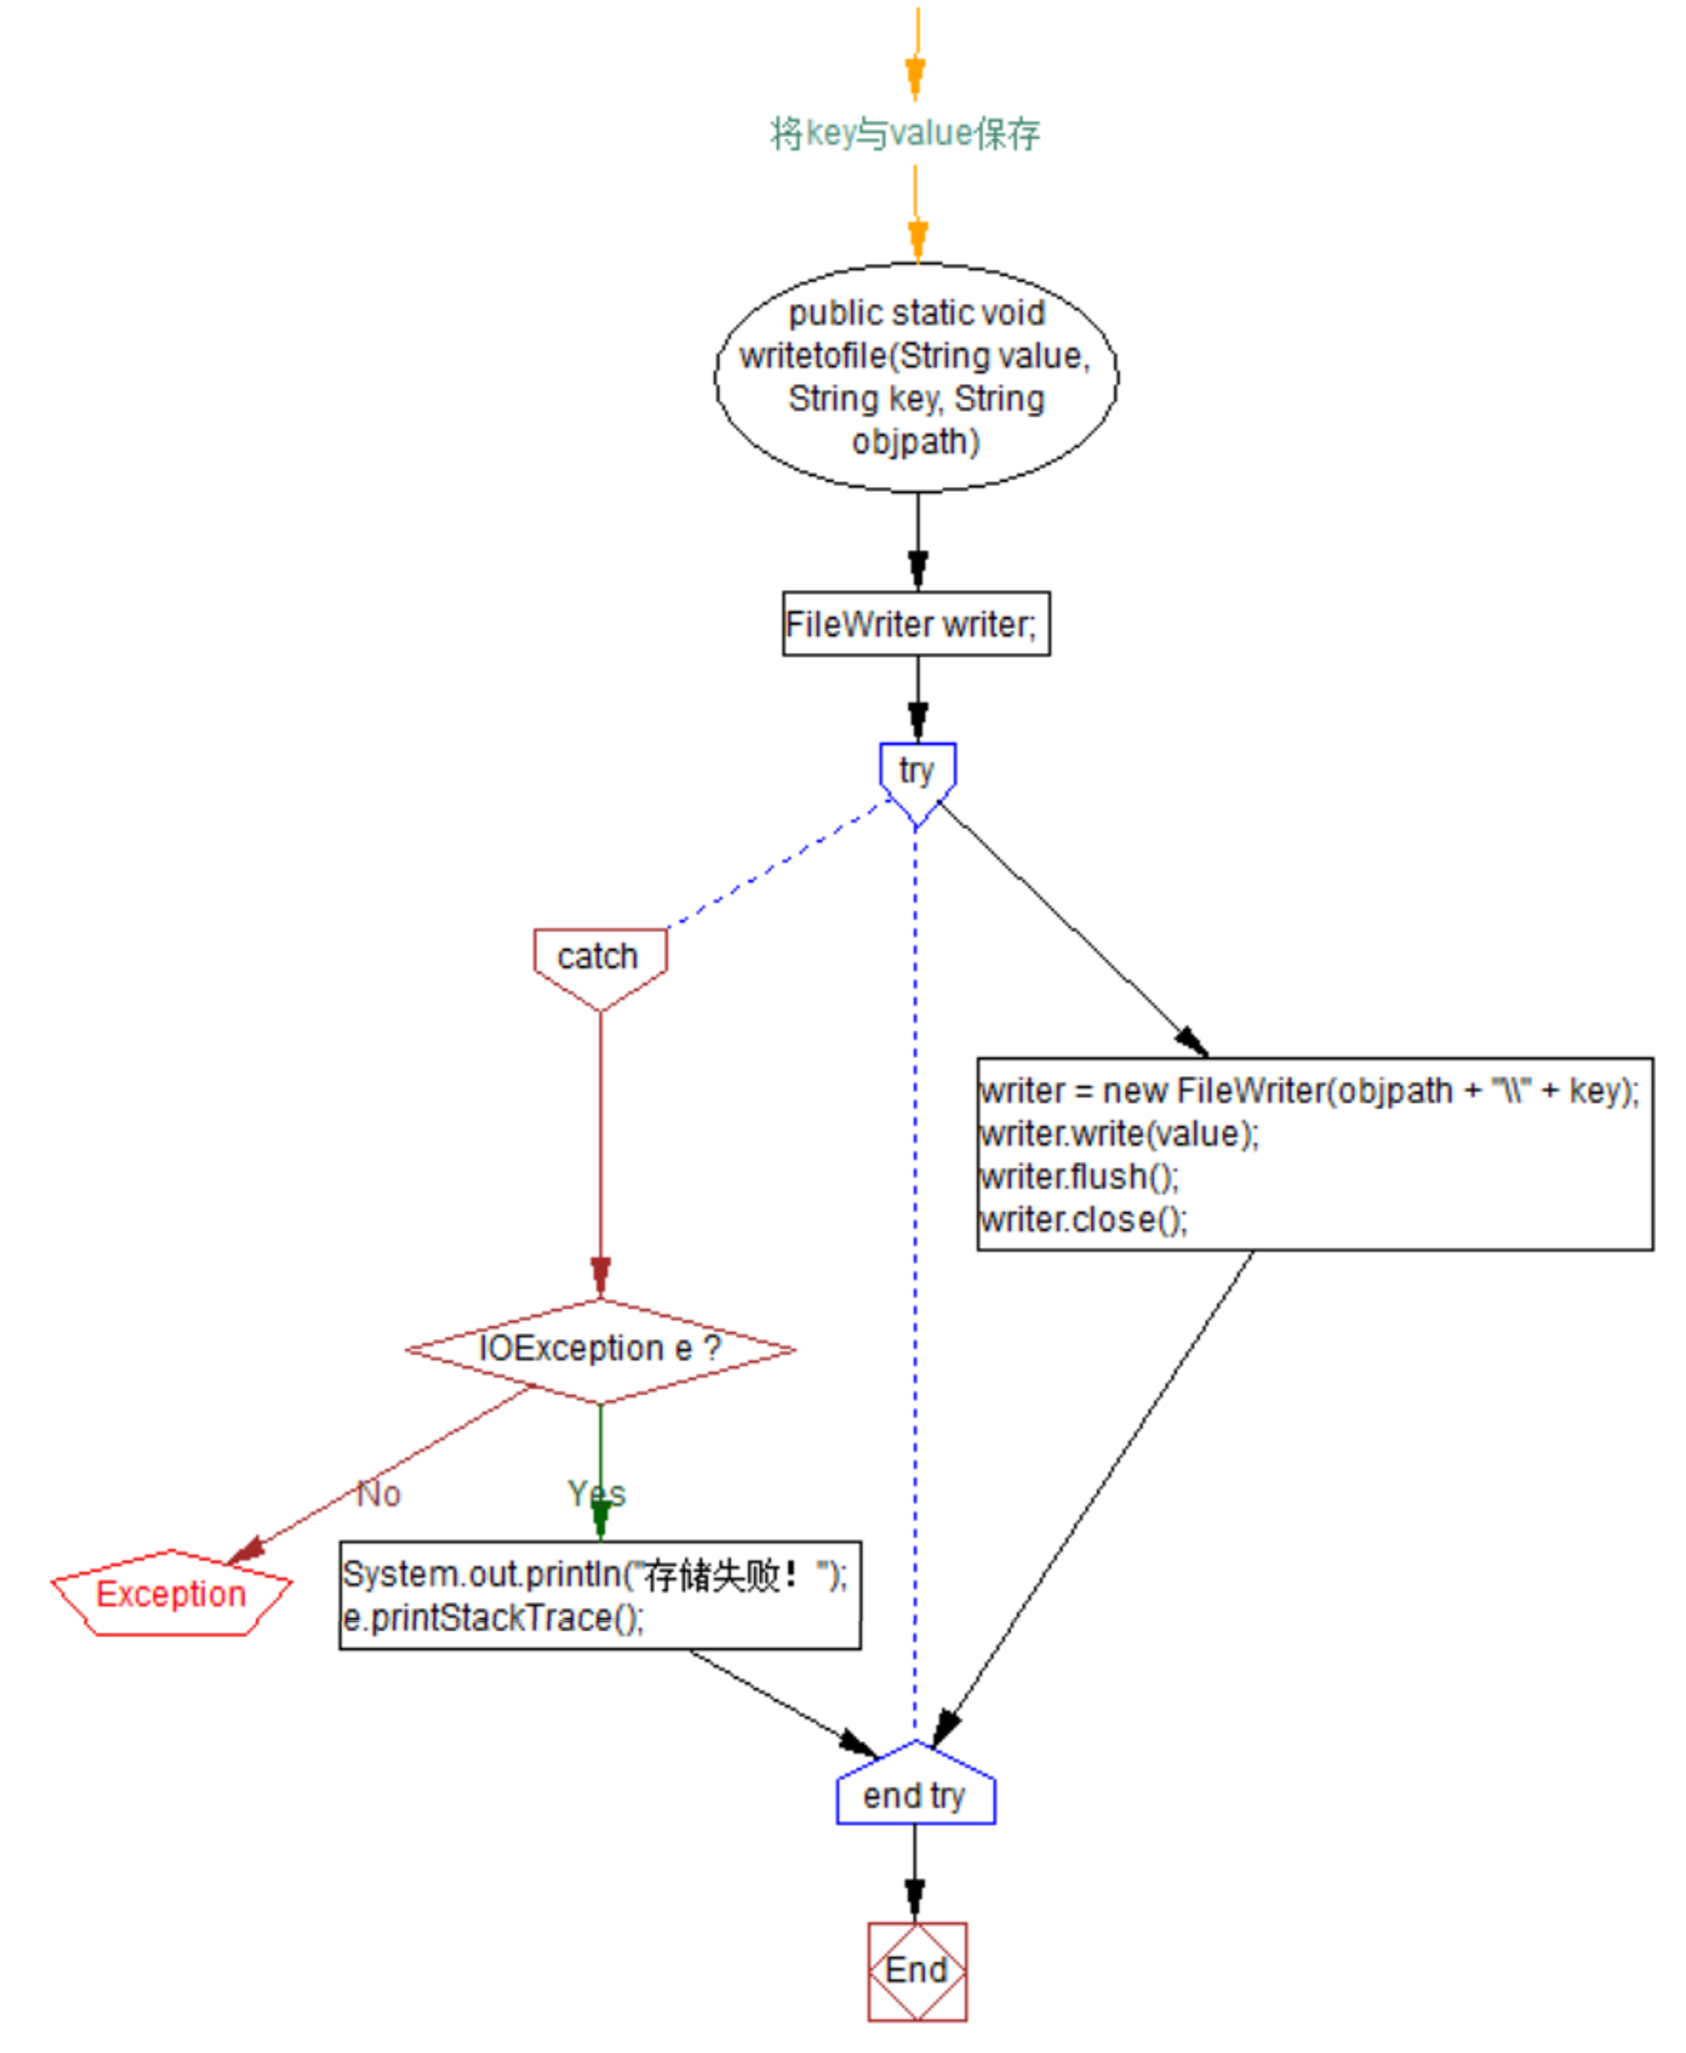 将key与value保存
public static void
writetofile(String value,
String key, String
objpath)
FileWriter writer;
try
catch
writer = new FileWriter(objpath + "\\" + key);
writer.write(value);
writer.flush();
writer.close();
IOException e ?
No
Yes
Exception
System.out.println("存储失败！");
e.printStackTrace();
end try
End